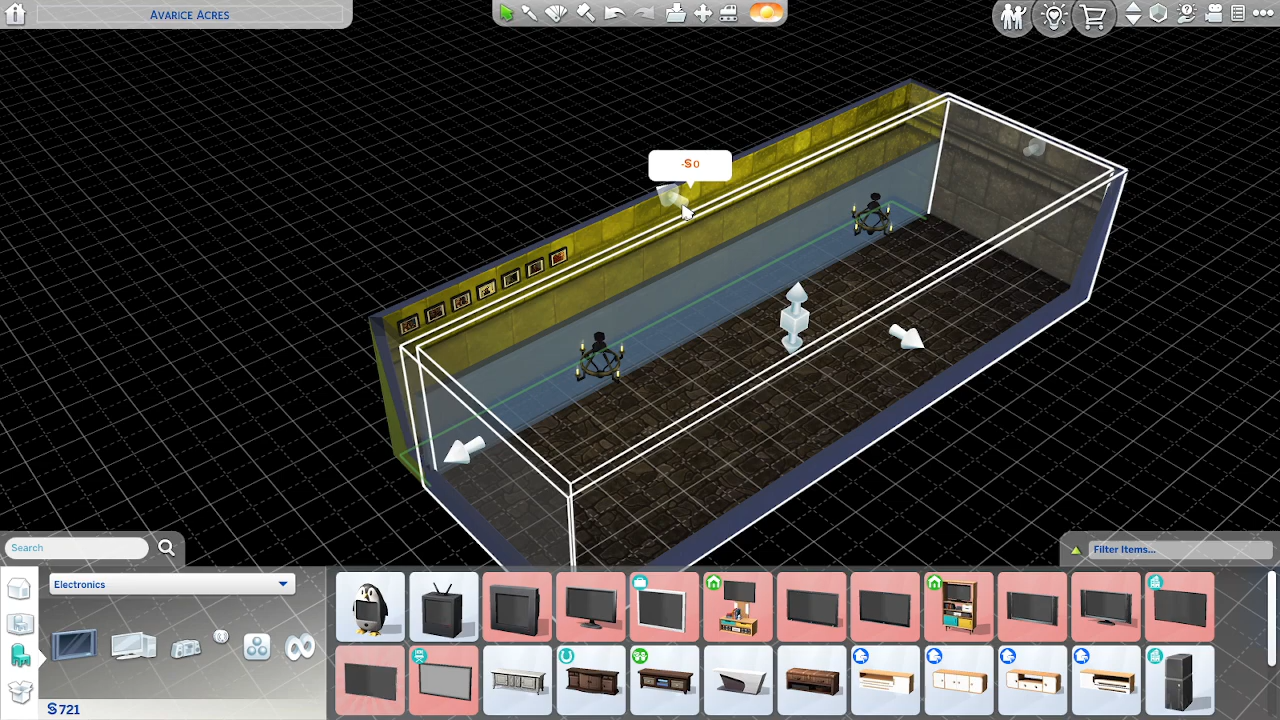 AVARICE ACRES
-§0
Search
Filter Items...
Electronics
§721